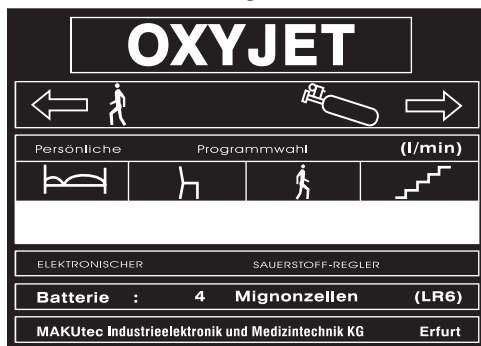 OXYJET
Persönliche Programmwahl (l/min)
ELEKTRONISCHER SAUERSTOFF-REGLER
Batterie : 4 Mignonzellen (LR6)
MAKUtec Industrieelektronik und Medizintechnik KG Erfurt